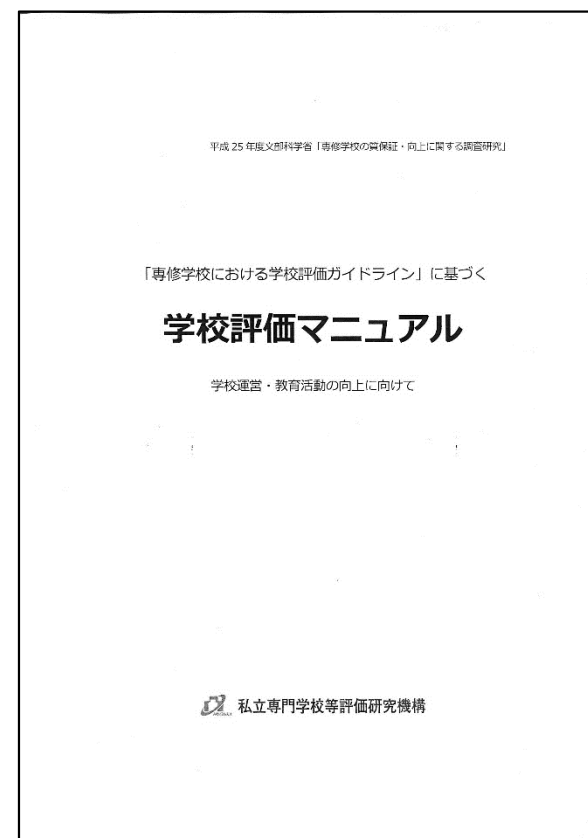 平成 25 年度文部科学省「専修学校の質保証・向上に関する調査研究」
「専修学校における学校評価ガイドライン」に基づく
学校評価マニュアル
学校運営・教育活動の向上に向けて
私立専門学校等評価研究機構